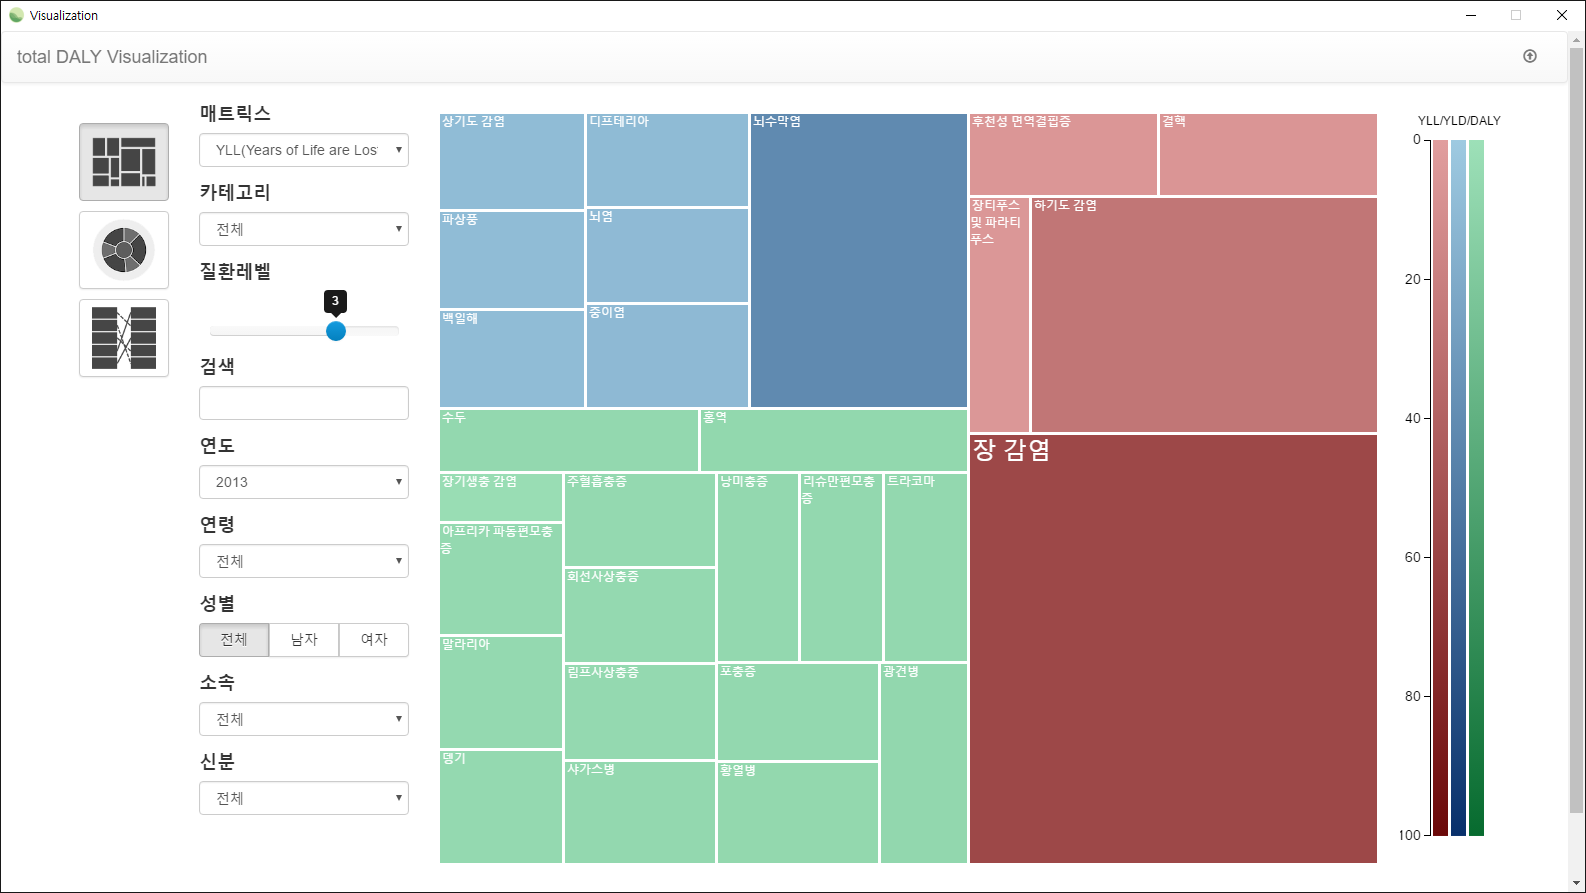 Visualization
total DALY Visualization
매트릭스
YLL(Years of Life are Los
카테고리
전체
질환레벨
3
검색
연도
2013
연령
전체
성별
전체
남자
여자
소속
전체
신분
전체
상기도 감염
디프테리아
뇌수막염
파상풍
뇌염
백일해
중이염
수두
홍역
장기생충 감염
주혈흡충증
낭미충증
리슈만편모충
증
트라코마
아프리카 파동편모충
증
회선사상충증
말라리아
림프사상충증
포충증
광견병
뎅기
샤가스병
황열병
후천성 면역결핍증
결핵
장티푸스
및 파라티
푸스
하기도 감염
장 감염
YLL/YLD/DALY
0
20
40
60
80
100